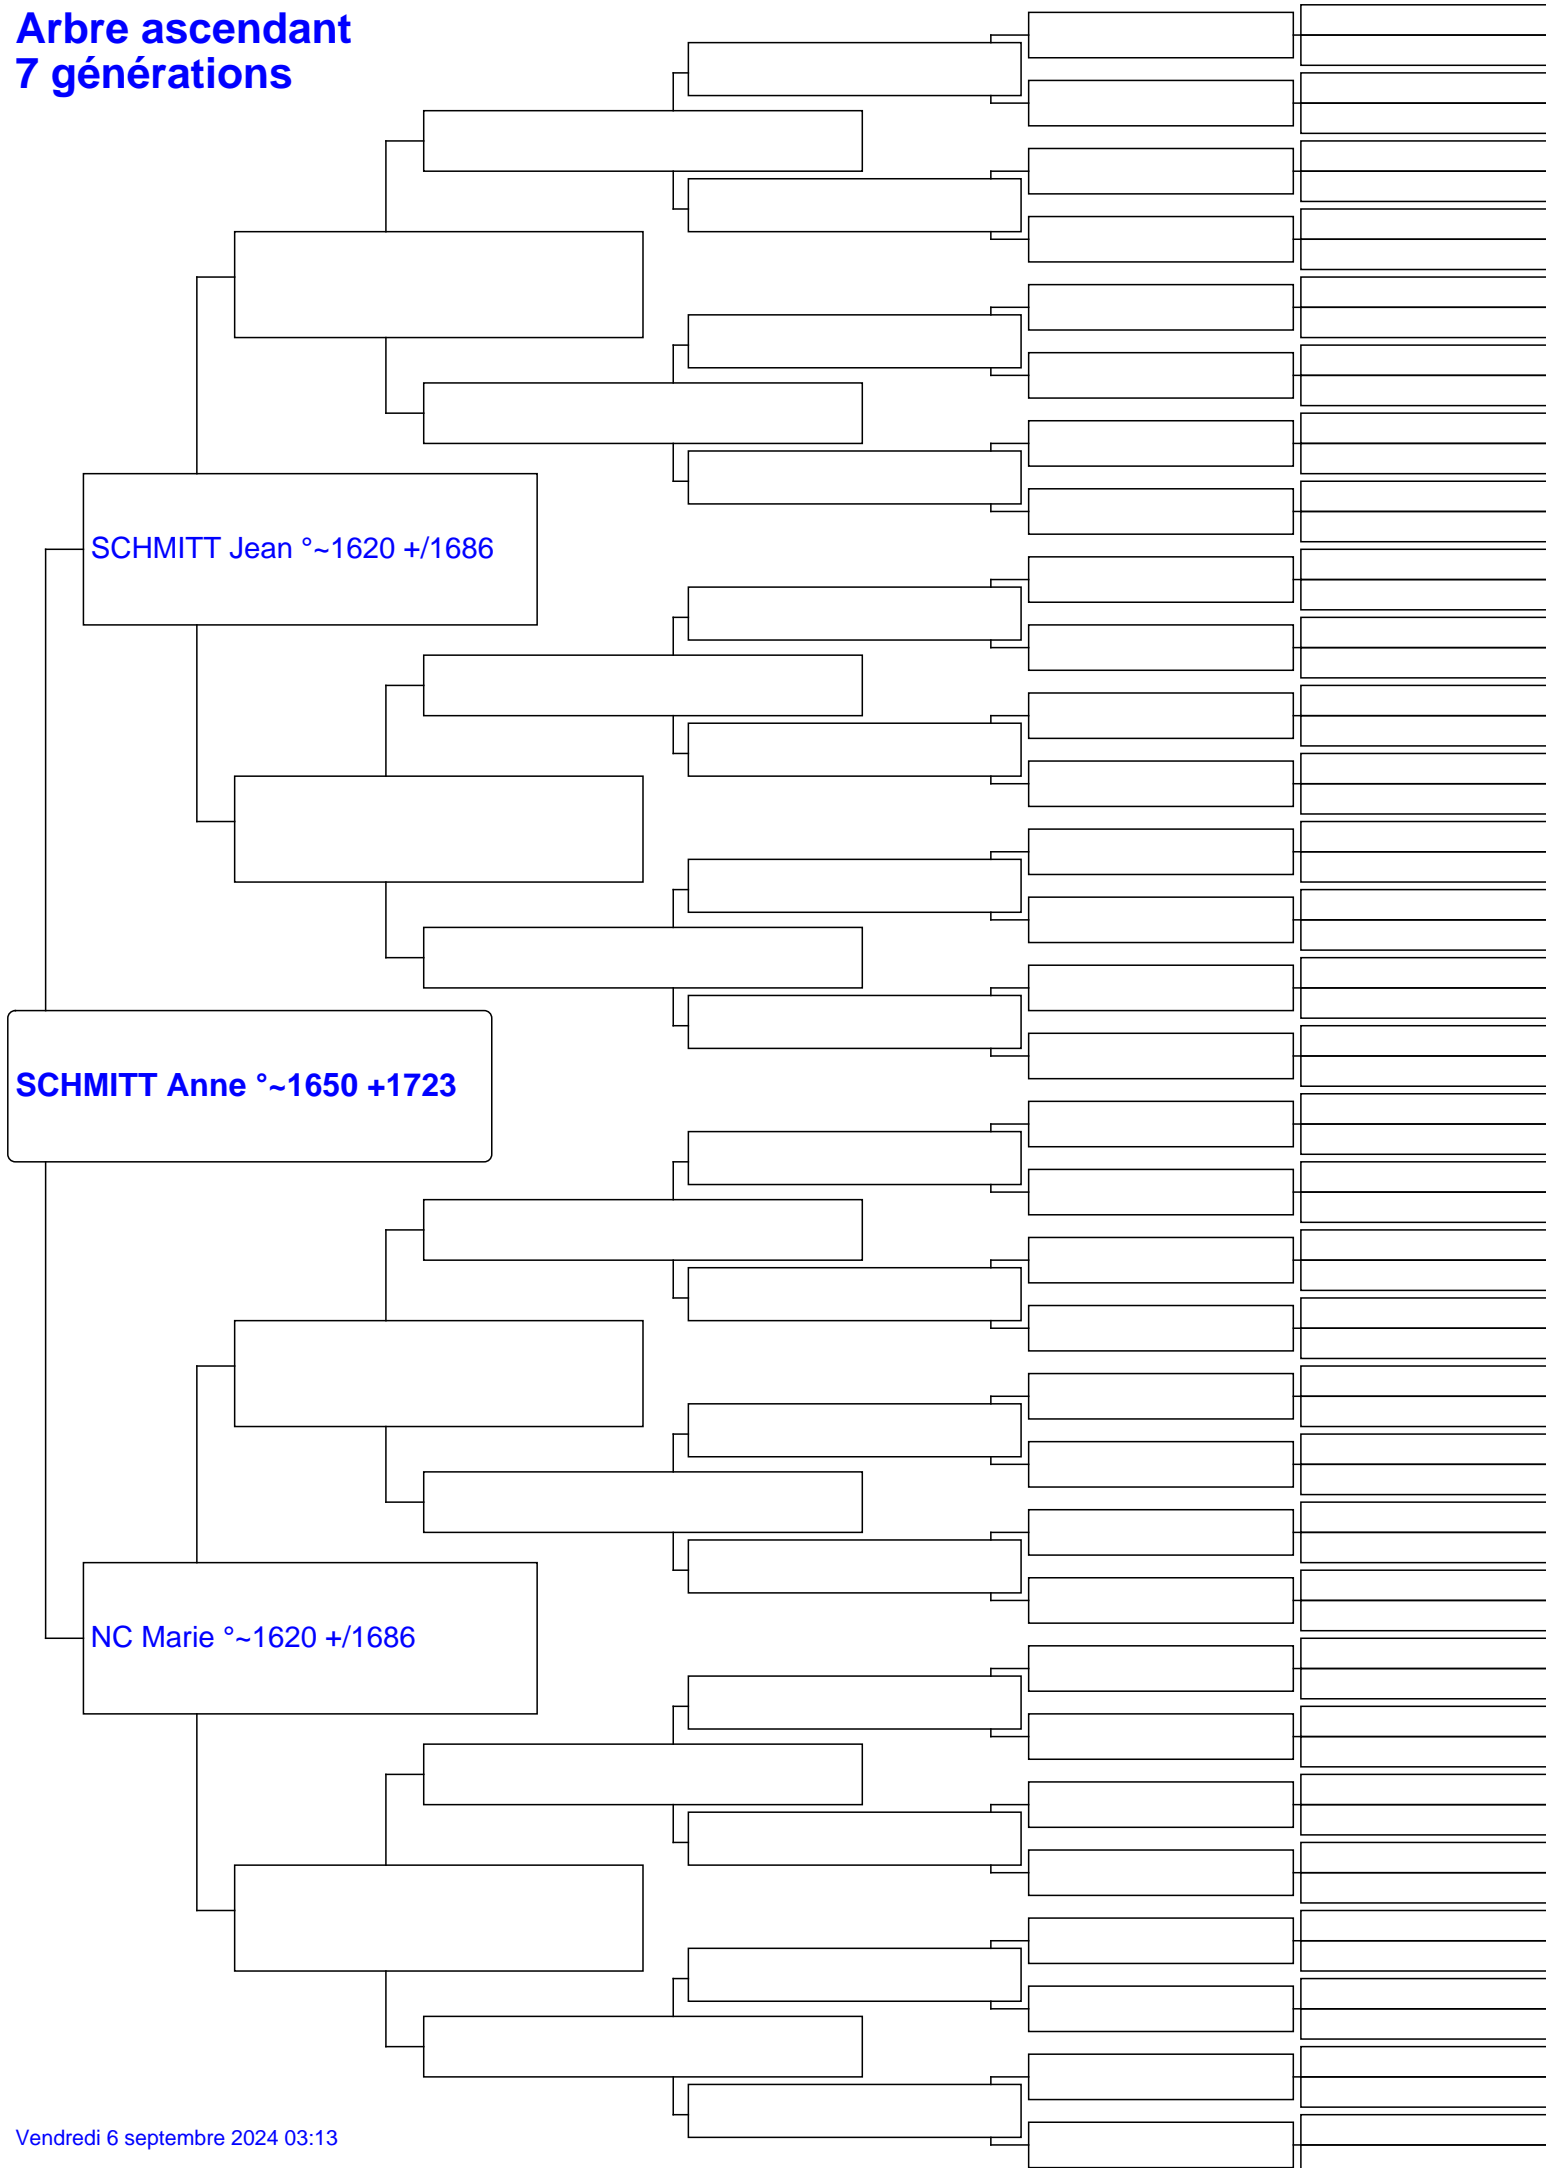 Arbre ascendant
7 générations
SCHMITT Jean °~1620 +/1686
SCHMITT Anne °~1650 +1723
NC Marie °~1620 +/1686
Vendredi 6 septembre 2024 03:13